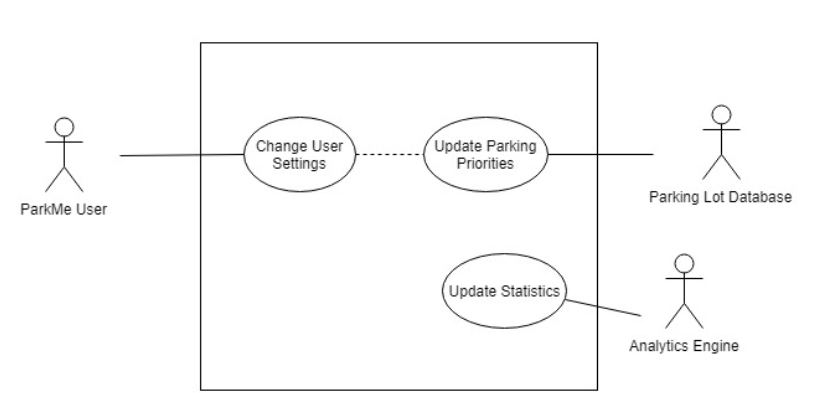 Change User
Settings
Update Parking
Priorities
ParkMe User
Parking Lot Database
Update Statistics
Analytics Engine